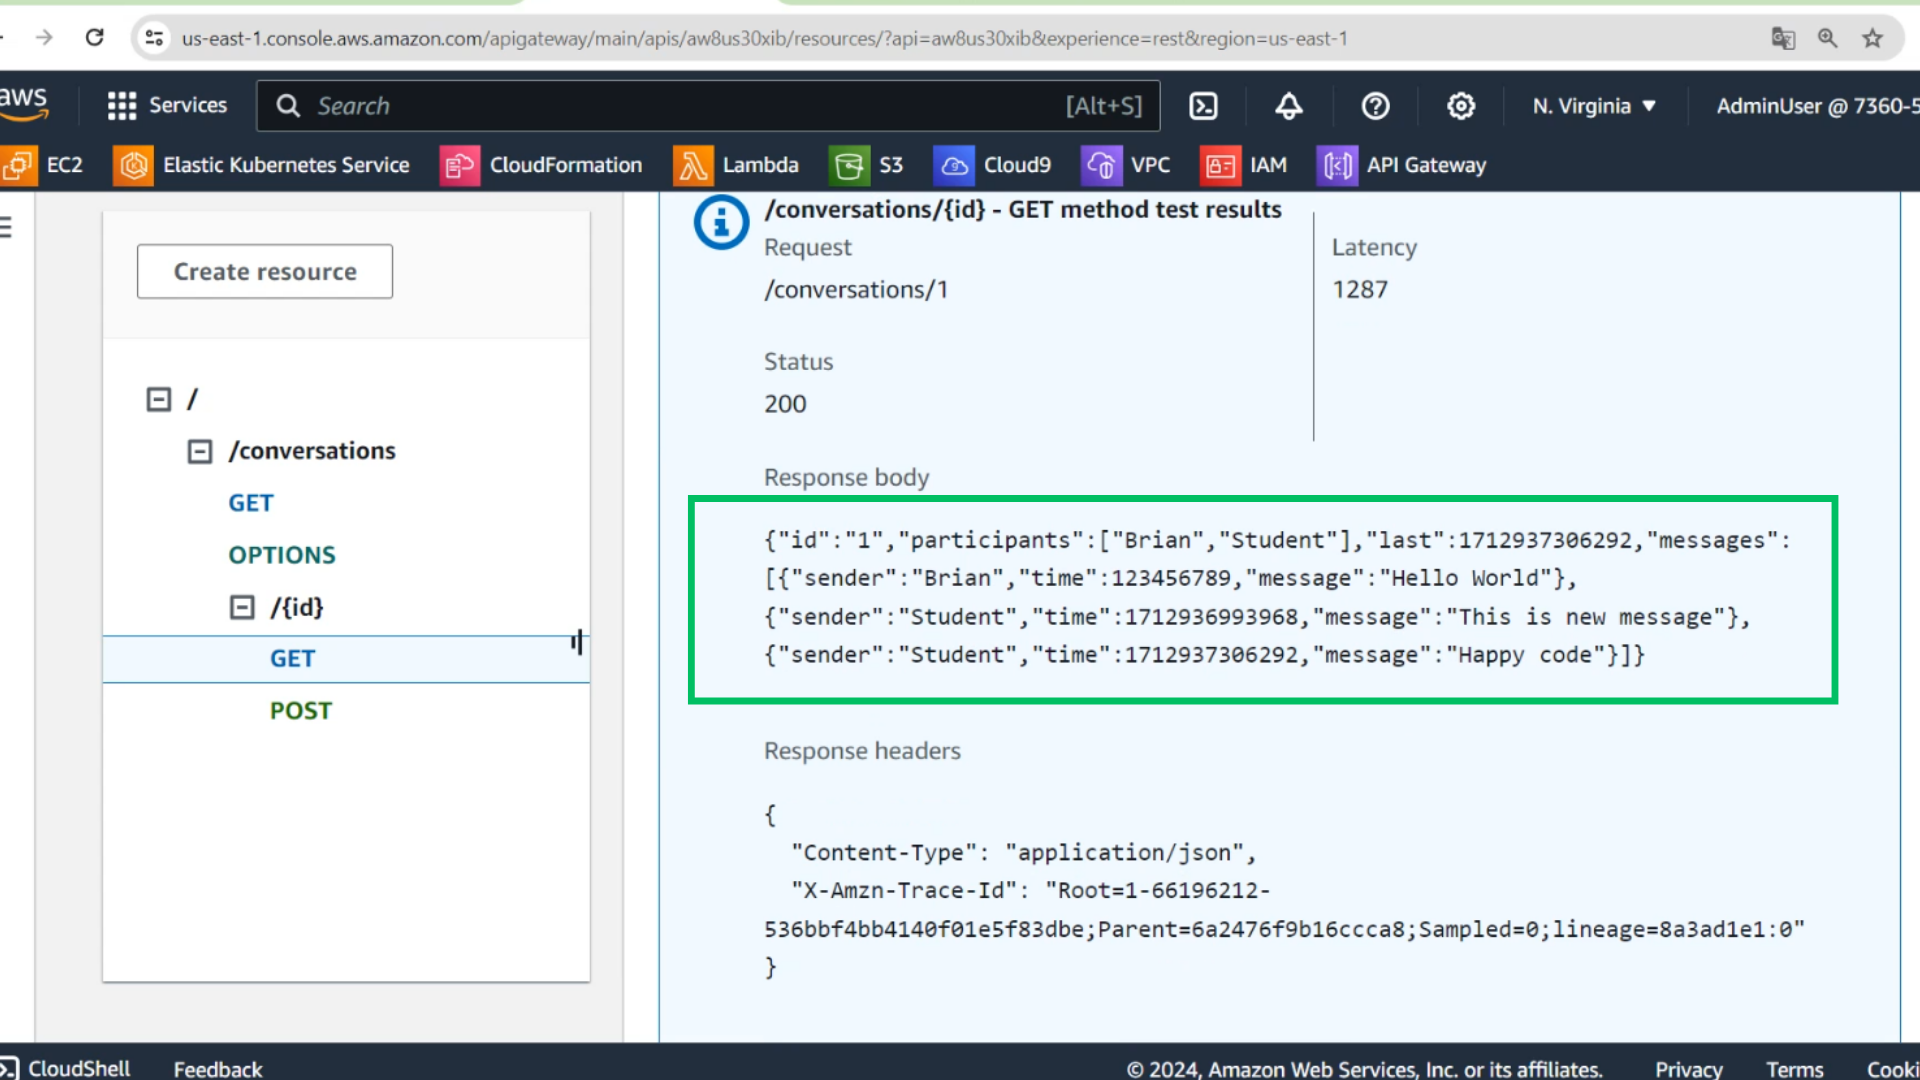 us-east-1.console.aws.amazon.com/apigateway/main/apis/aw8us30xib/resources/?api=aw8us30xib&experience=rest&region=us-east-1
aws
Services
Search
[Alt+S]
N. Virginia ▼
AdminUser @ 7360-5
EC2
Elastic Kubernetes Service
CloudFormation
Lambda
S3
Cloud9
VPC
IAM
API Gateway
Create resource
/
/conversations
GET
OPTIONS
/{id}
GET
POST
/conversations/{id} - GET method test results
Request
/conversations/1
Latency
1287
Status
200
Response body
{"id":"1","participants":["Brian","Student"],"last":1712937306292,"messages":
[{"sender":"Brian","time":123456789,"message":"Hello World"},
{"sender":"Student","time":1712936993968,"message":"This is new message"},
{"sender":"Student","time":1712937306292,"message":"Happy code"}]}
Response headers
{
"Content-Type": "application/json",
"X-Amzn-Trace-Id": "Root=1-66196212-
536bbf4bb4140f01e5f83dbe;Parent=6a2476f9b16ccca8;Sampled=0;lineage=8a3ad1e1:0"
}
CloudShell
Feedback
© 2024, Amazon Web Services, Inc. or its affiliates.
Privacy
Terms
Cooki